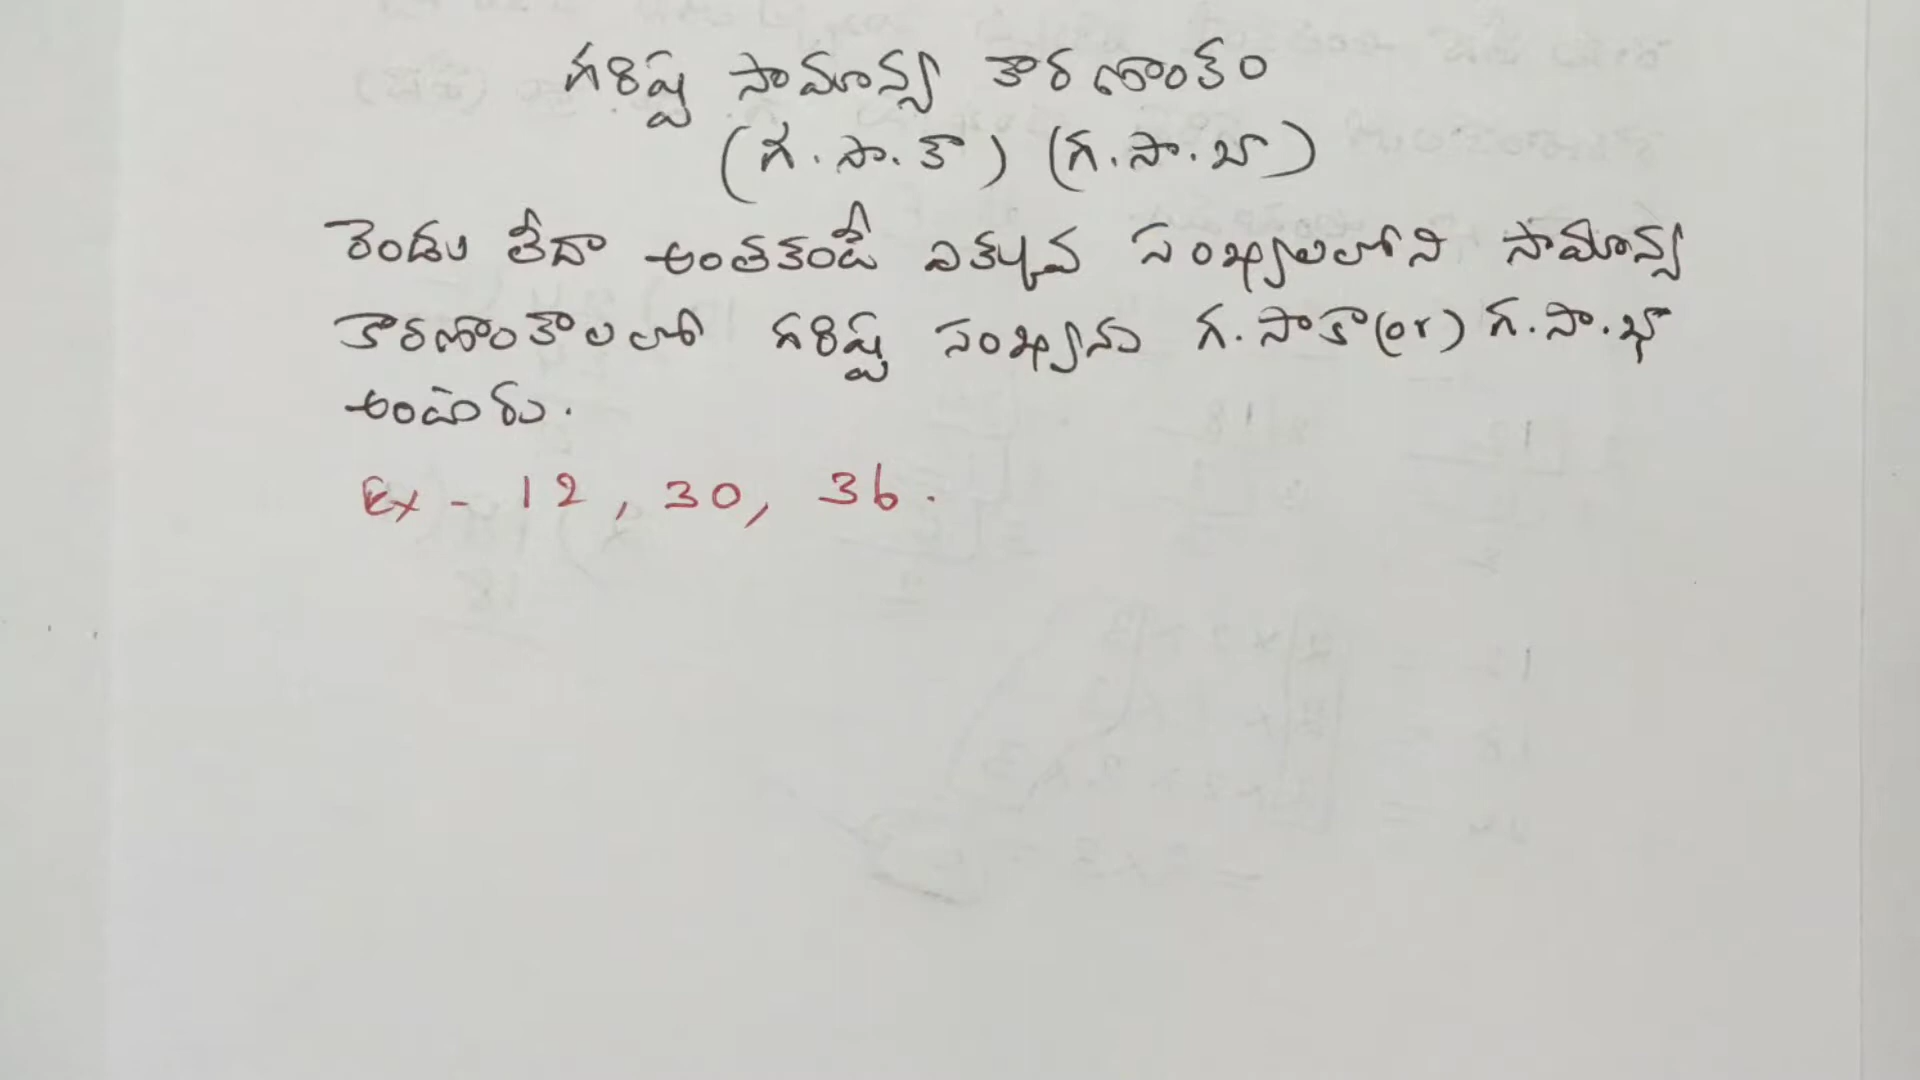 గరిష్ట సామాన్య కారణాంకం
(గ.సా.కా) (గ.సా.భా)
రెండు లేదా అంతకంటే ఎక్కువ సంఖ్యలలోని సామాన్య
కారణాంకాలలో గరిష్ట సంఖ్యను గ.సాకా(or) గ.సా.భా
అంటారు.
Ex - 12, 30, 36.